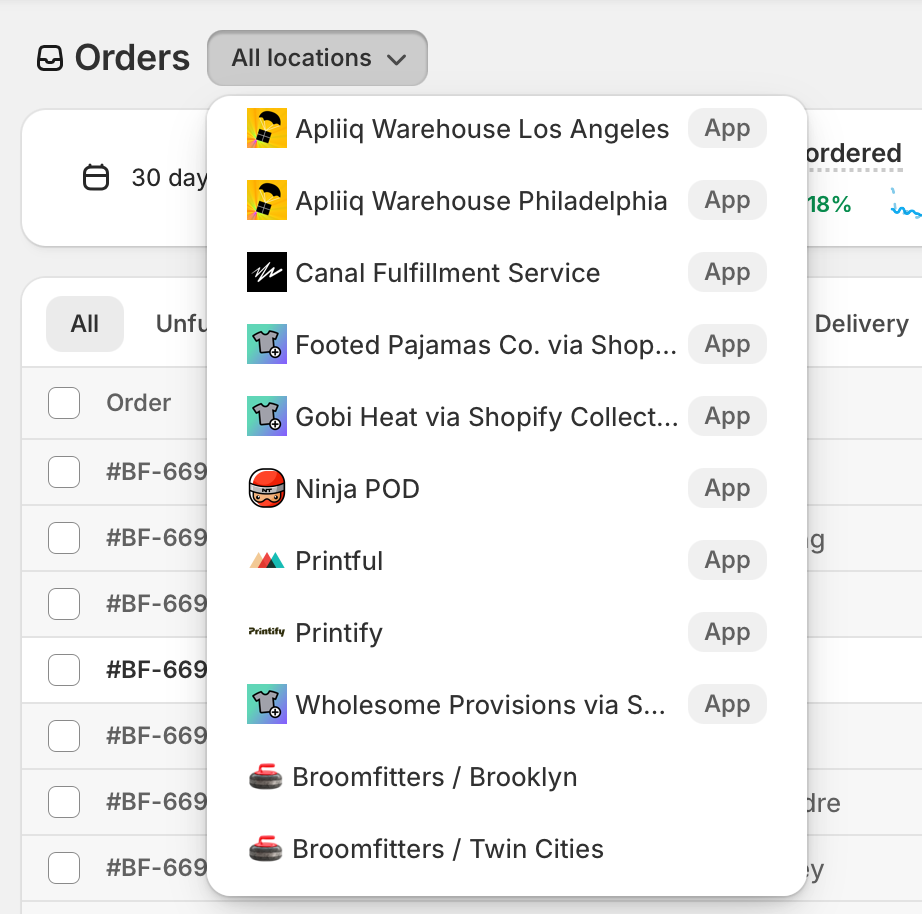 Orders
All locations
30 day
Apliiq Warehouse Los Angeles App
Apliiq Warehouse Philadelphia App
Canal Fulfillment Service App
Footed Pajamas Co. via Shop... App
Gobi Heat via Shopify Collect... App
Ninja POD App
Printful App
Printify Printify App
Wholesome Provisions via S... App
Broomfitters / Brooklyn
Broomfitters / Twin Cities
ordered
18%
All Unfu Delivery
Order
#BF-669
#BF-669
#BF-669
#BF-669
#BF-669
#BF-669
#BF-669